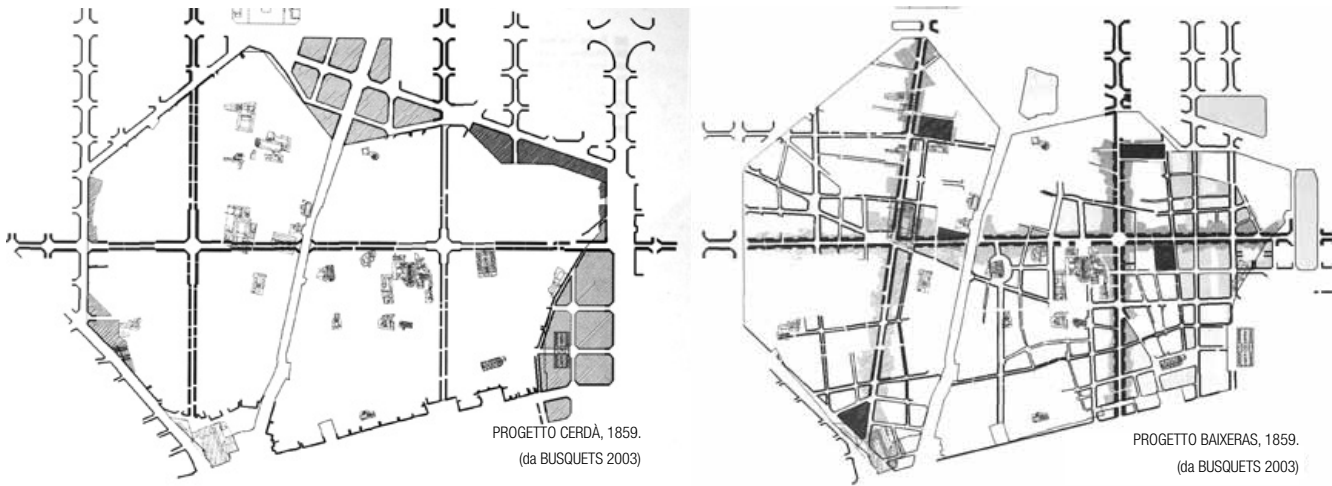 PROGETTO CERDÀ, 1859.
(da BUSQUETS 2003)
PROGETTO BAIXERAS, 1859.
(da BUSQUETS 2003)